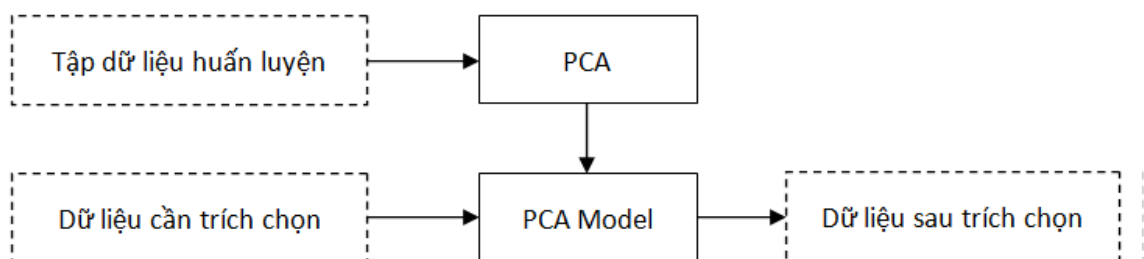 Tập dữ liệu huấn luyện
PCA
Dữ liệu cần trích chọn
PCA Model
Dữ liệu sau trích chọn